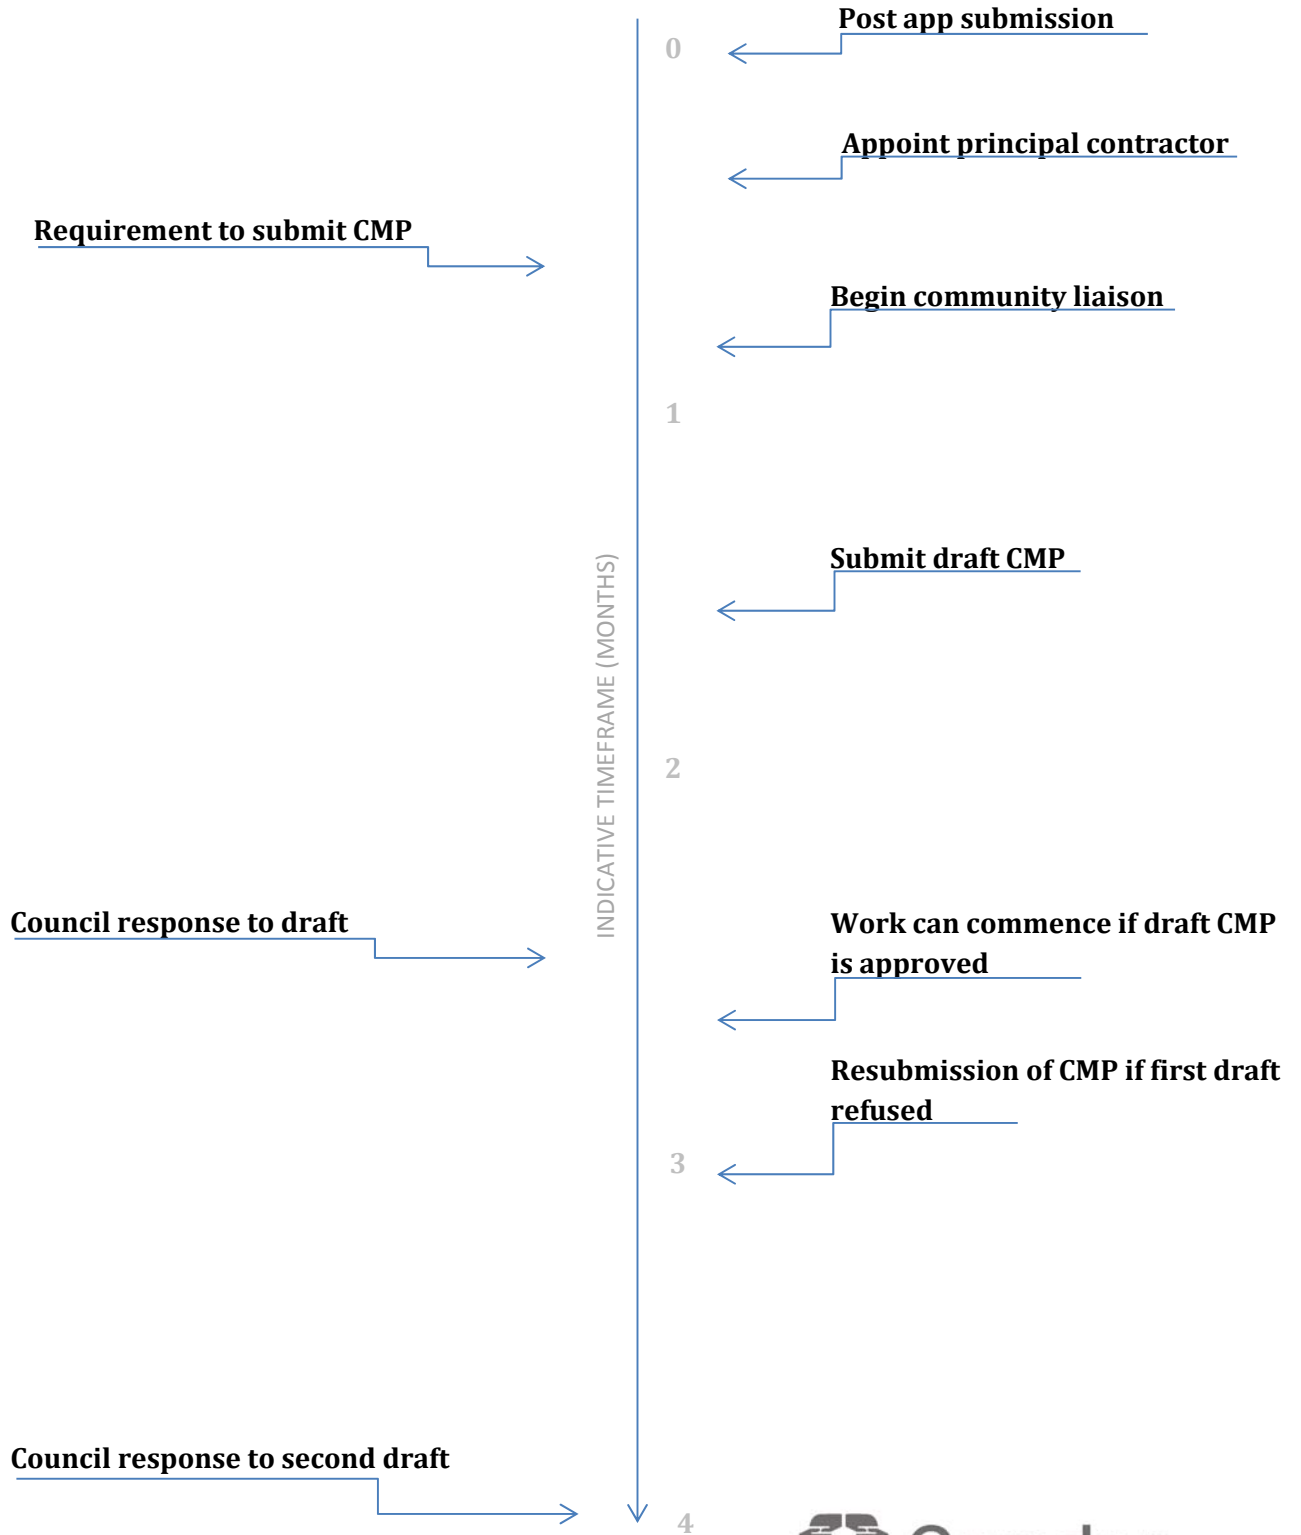 Post app submission
0
Appoint principal contractor
Requirement to submit CMP
Begin community liaison
1
Submit draft CMP
INDICATIVE TIMEFRAME (MONTHS)
2
Council response to draft
Work can commence if draft CMP
is approved
Resubmission of CMP if first draft
refused
3
Council response to second draft
4